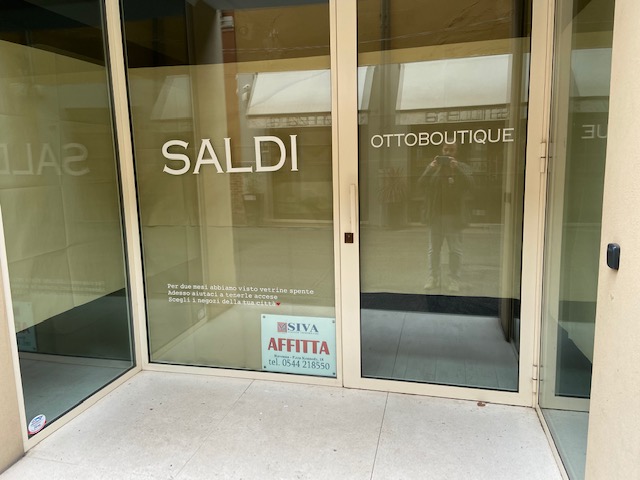 SALDI
OTTOBOUTIQUE
Per due mesi abbiamo visto vetrine spente
Adesso aiutaci a tenerle accese
Scegli i negozi della tua città
SIVA
AFFITTA
tel. 0544 218550